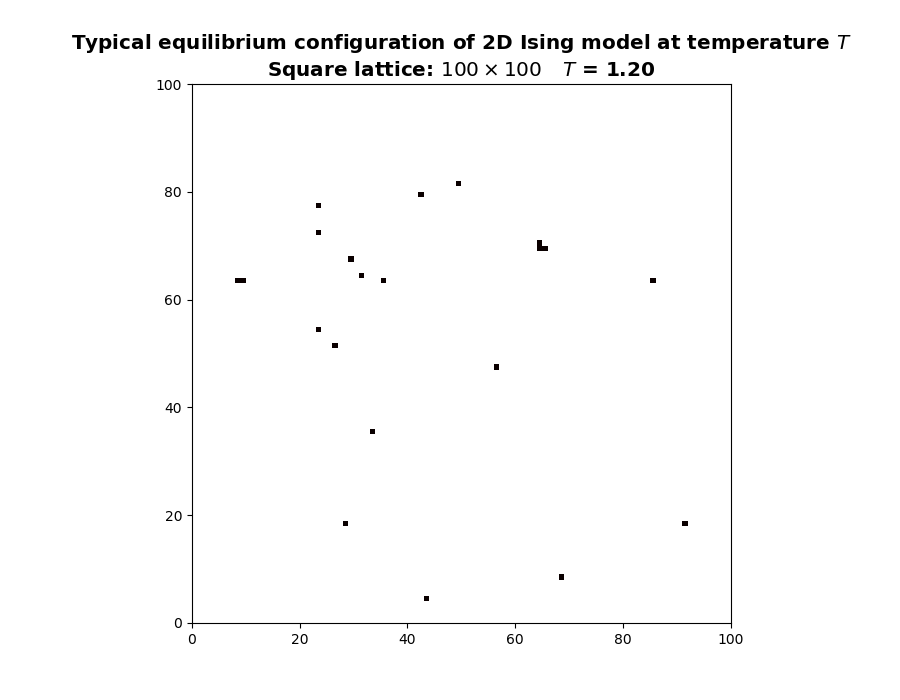 Typical equilibrium configuration of 2D Ising model at temperature T
Square lattice: 100 × 100 T = 1.20
100
80
60
40
20
0
0 20 40 60 80 100